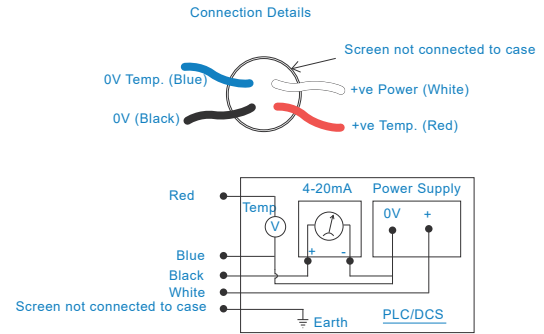 Connection Details
Screen not connected to case
0V Temp. (Blue)
+ve Power (White)
0V (Black)
+ve Temp. (Red)
4-20mA Power Supply
Red
Temp
0V +
V
Blue
+ -
Black
White
Screen not connected to case
Earth
PLC/DCS